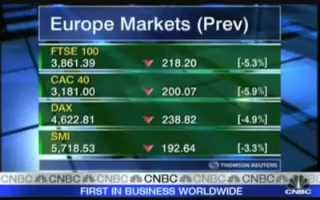 Europe Markets (Prev)
FTSE 100
3,861.39 218.20 [-5.3%]
CAC 40
3,181.00 200.07 [-5.9%]
DAX
4,622.81 238.82 [-4.9%]
SMI
5,718.53 192.64 [-3.3%]
THOMSON REUTERS
CNBC CNBC CNBC CNBC CNBC CNBC
FIRST IN BUSINESS WORLDWIDE
CNBC